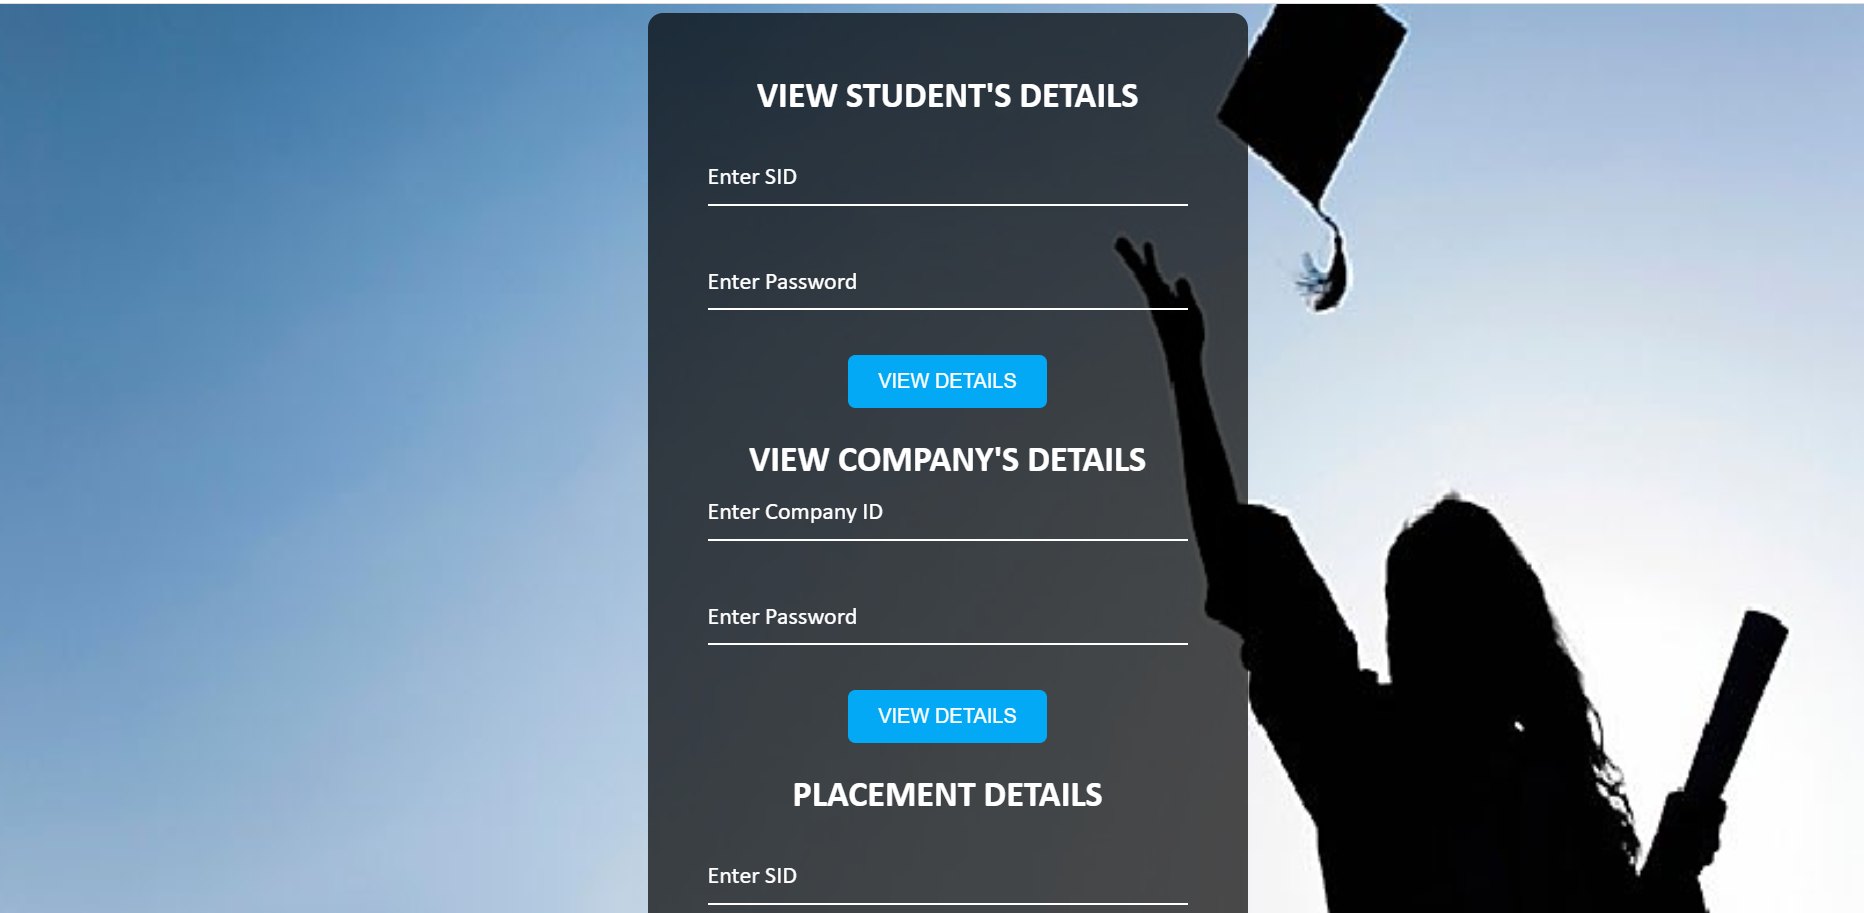 VIEW STUDENT'S DETAILS
Enter SID
Enter Password
VIEW DETAILS
VIEW COMPANY'S DETAILS
Enter Company ID
Enter Password
VIEW DETAILS
PLACEMENT DETAILS
Enter SID